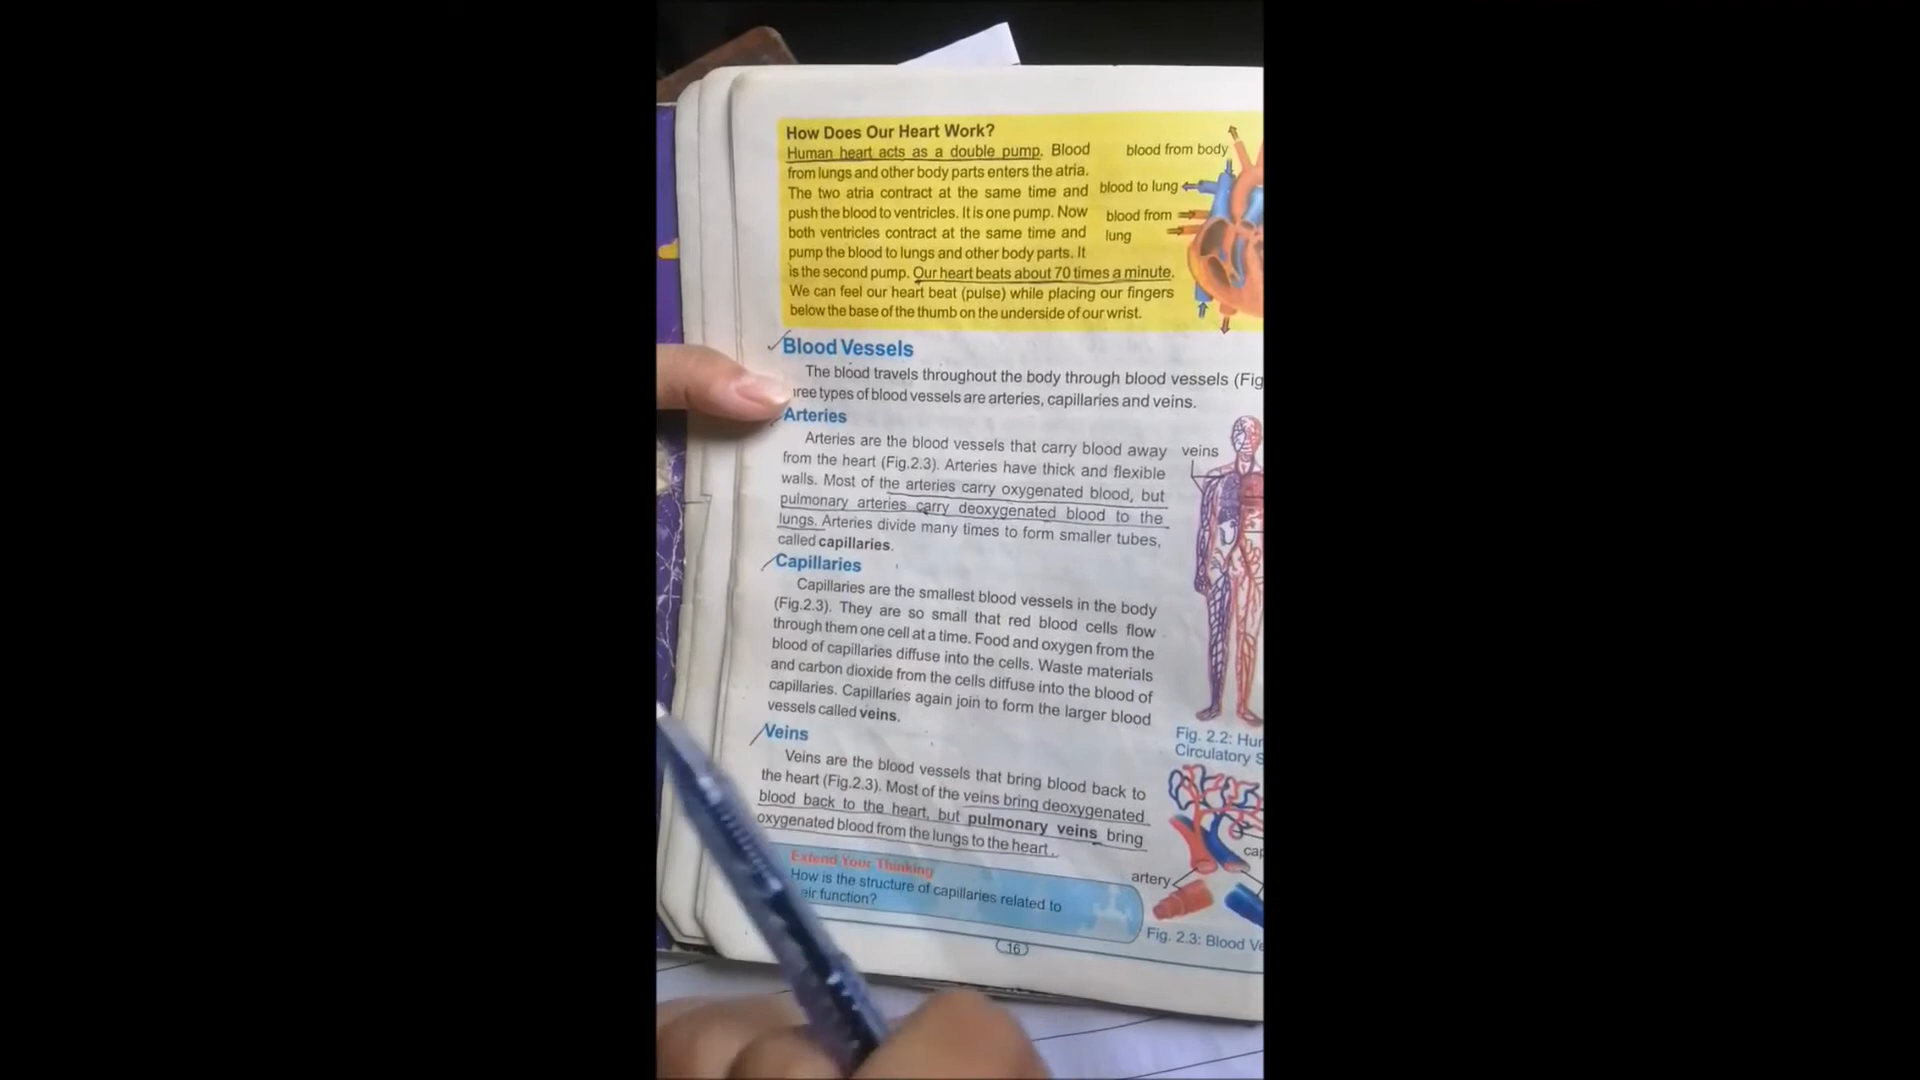 How Does Our Heart Work?
Human heart acts as a double pump. Blood
from lungs and other body parts enters the atria.
The two atria contract at the same time and
push the blood to ventricles. It is one pump. Now
both ventricles contract at the same time and
pump the blood to lungs and other body parts. It
is the second pump. Our heart beats about 70 times a minute.
We can feel our heart beat (pulse) while placing our fingers
below the base of the thumb on the underside of our wrist.
blood from body
blood to lung
blood from
lung
Blood Vessels
The blood travels throughout the body through blood vessels (Fig
types of blood vessels are arteries, capillaries and veins.
Arteries
Arteries are the blood vessels that carry blood away
from the heart (Fig.2.3). Arteries have thick and flexible
walls. Most of the arteries carry oxygenated blood, but
pulmonary arteries carry deoxygenated blood to the
lungs. Arteries divide many times to form smaller tubes,
called capillaries.
veins
Capillaries
Capillaries are the smallest blood vessels in the body
(Fig.2.3). They are so small that red blood cells flow
through them one cell at a time. Food and oxygen from the
blood of capillaries diffuse into the cells. Waste materials
and carbon dioxide from the cells diffuse into the blood of
capillaries. Capillaries again join to form the larger blood
vessels called veins.
Fig. 2.2: Hu
Circulatory S
Veins
Veins are the blood vessels that bring blood back to
the heart (Fig.2.3). Most of the veins bring deoxygenated
blood back to the heart, but pulmonary veins bring
oxygenated blood from the lungs to the heart.
cap
artery
Fig. 2.3: Blood Ve
Extend Your Thinking
How is the structure of capillaries related to
eir function?
16